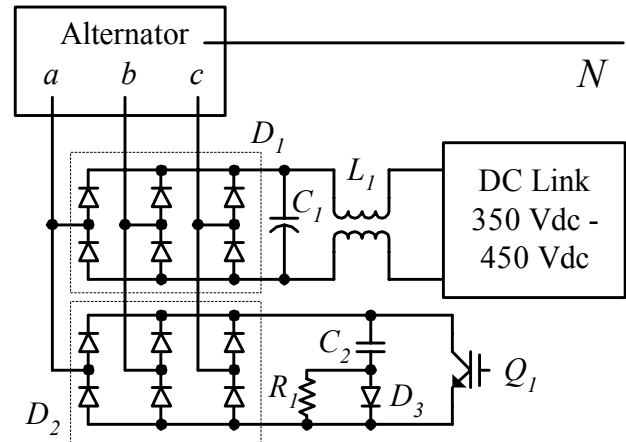 Alternator
a b c
N
D1
C1
L1
DC Link
350 Vdc -
450 Vdc
C2
R1
D3
Q1
D2